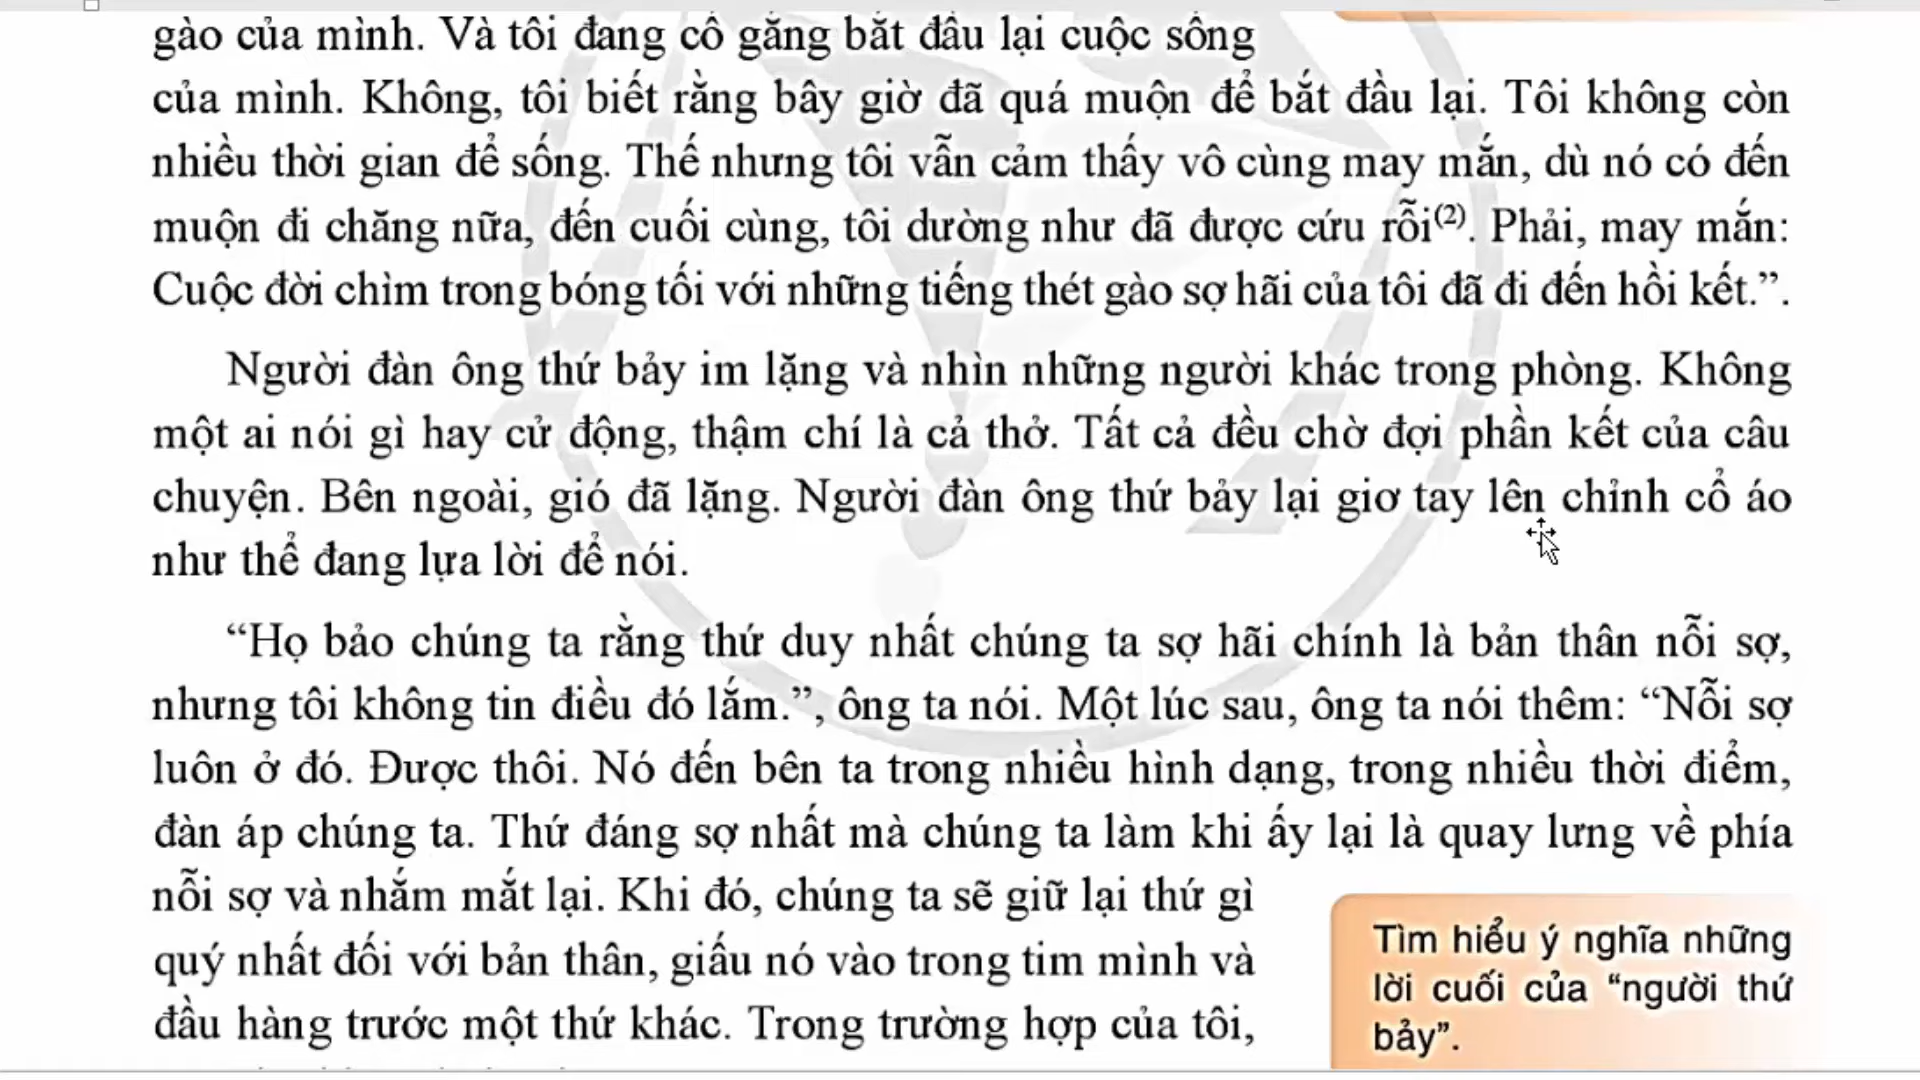 gào của mình. Và tôi đang cố gắng bắt đầu lại cuộc sống
của mình. Không, tôi biết rằng bây giờ đã quá muộn để bắt đầu lại. Tôi không còn
nhiều thời gian để sống. Thế nhưng tôi vẫn cảm thấy vô cùng may mắn, dù nó có đến
muộn đi chăng nữa, đến cuối cùng, tôi dường như đã được cứu rỗi(2). Phải, may mắn:
Cuộc đời chìm trong bóng tối với những tiếng thét gào sợ hãi của tôi đã đi đến hồi kết.”.
Người đàn ông thứ bảy im lặng và nhìn những người khác trong phòng. Không
một ai nói gì hay cử động, thậm chí là cả thở. Tất cả đều chờ đợi phần kết của câu
chuyện. Bên ngoài, gió đã lặng. Người đàn ông thứ bảy lại giơ tay lên chỉnh cổ áo
như thể đang lựa lời để nói.
“Họ bảo chúng ta rằng thứ duy nhất chúng ta sợ hãi chính là bản thân nỗi sợ,
nhưng tôi không tin điều đó lắm.”, ông ta nói. Một lúc sau, ông ta nói thêm: “Nỗi sợ
luôn ở đó. Được thôi. Nó đến bên ta trong nhiều hình dạng, trong nhiều thời điểm,
đàn áp chúng ta. Thứ đáng sợ nhất mà chúng ta làm khi ấy lại là quay lưng về phía
nỗi sợ và nhắm mắt lại. Khi đó, chúng ta sẽ giữ lại thứ gì
quý nhất đối với bản thân, giấu nó vào trong tim mình và
đầu hàng trước một thứ khác. Trong trường hợp của tôi,
Tìm hiểu ý nghĩa những
lời cuối của “người thứ
bảy”.